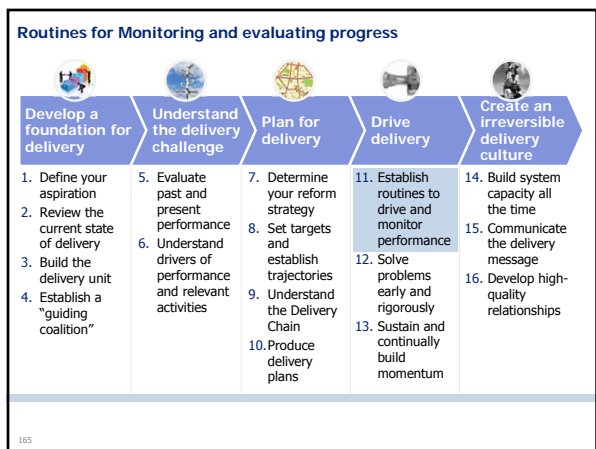 Routines for Monitoring and evaluating progress
Develop a
foundation for
delivery
Understand
the delivery
challenge
Plan for
delivery
Drive
delivery
Create an
irreversible
delivery
culture
1. Define your
aspiration
2. Review the
current state
of delivery
3. Build the
delivery unit
4. Establish a
“guiding
coalition”
5. Evaluate
past and
present
performance
6. Understand
drivers of
performance
and relevant
activities
7. Determine
your reform
strategy
8. Set targets
and
establish
trajectories
9. Understand
the Delivery
Chain
10. Produce
delivery
plans
11. Establish
routines to
drive and
monitor
performance
12. Solve
problems
early and
rigorously
13. Sustain and
continually
build
momentum
14. Build system
capacity all
the time
15. Communicate
the delivery
message
16. Develop high-
quality
relationships
165